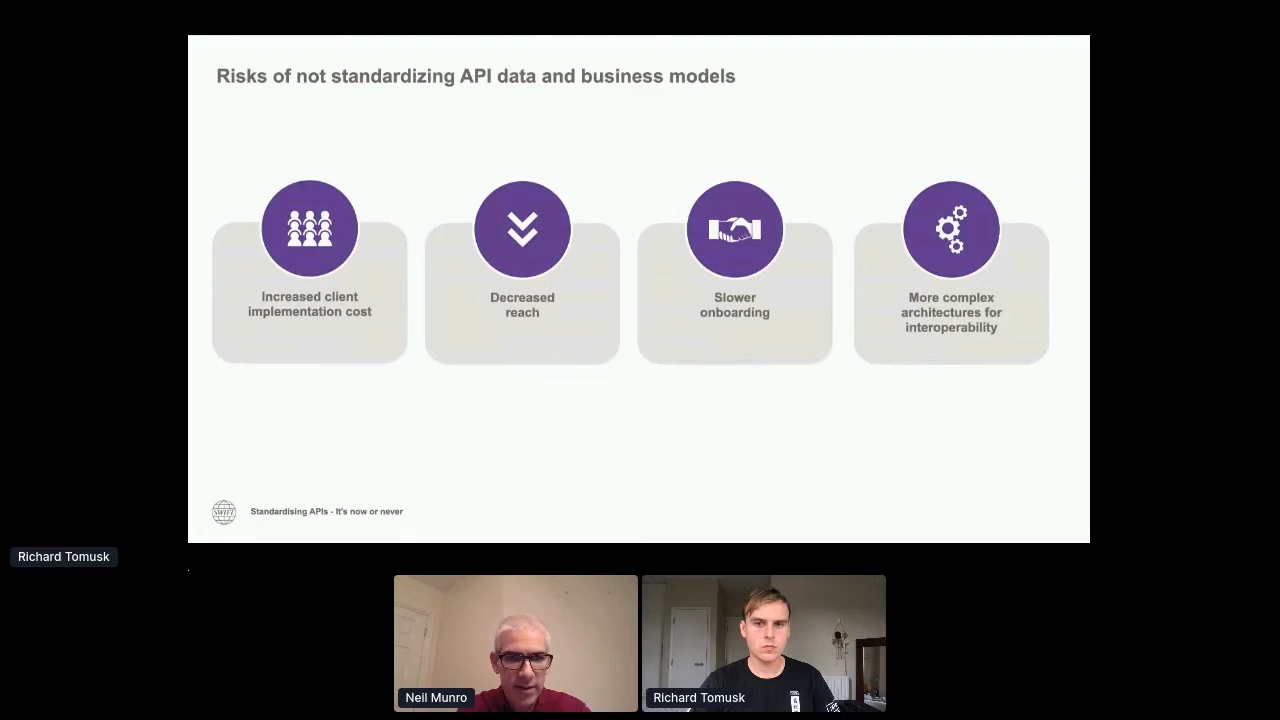 Risks of not standardizing API data and business models
Increased client
implementation cost
Decreased
reach
Slower
onboarding
More complex
architectures for
interoperability
SWIFT
Standardising APIs - It's now or never
Richard Tomusk
Neil Munro
Richard Tomusk